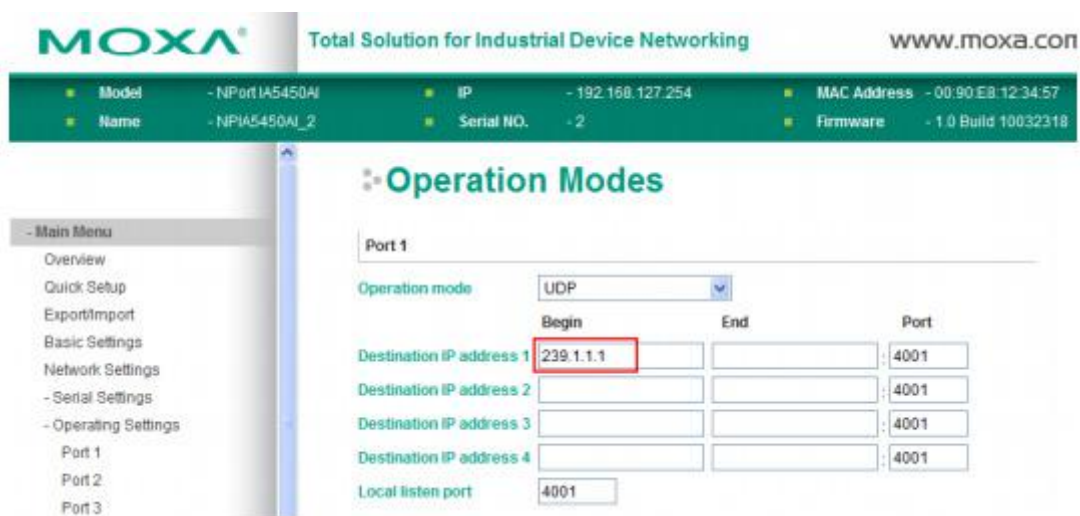 MOXA® Total Solution for Industrial Device Networking www.moxa.com
Model - NPort IA5450AI IP - 192.168.127.254 MAC Address - 00:90:E8:12:34:57
Name - NPIA5450AI_2 Serial NO. - 2 Firmware - 1.0 Build 10032318
Operation Modes
- Main Menu
Overview
Quick Setup
Export/Import
Basic Settings
Network Settings
- Serial Settings
- Operating Settings
Port 1
Port 2
Port 3
Port 1
Operation mode UDP
Begin End Port
Destination IP address 1 239.1.1.1 : 4001
Destination IP address 2 : 4001
Destination IP address 3 : 4001
Destination IP address 4 : 4001
Local listen port 4001